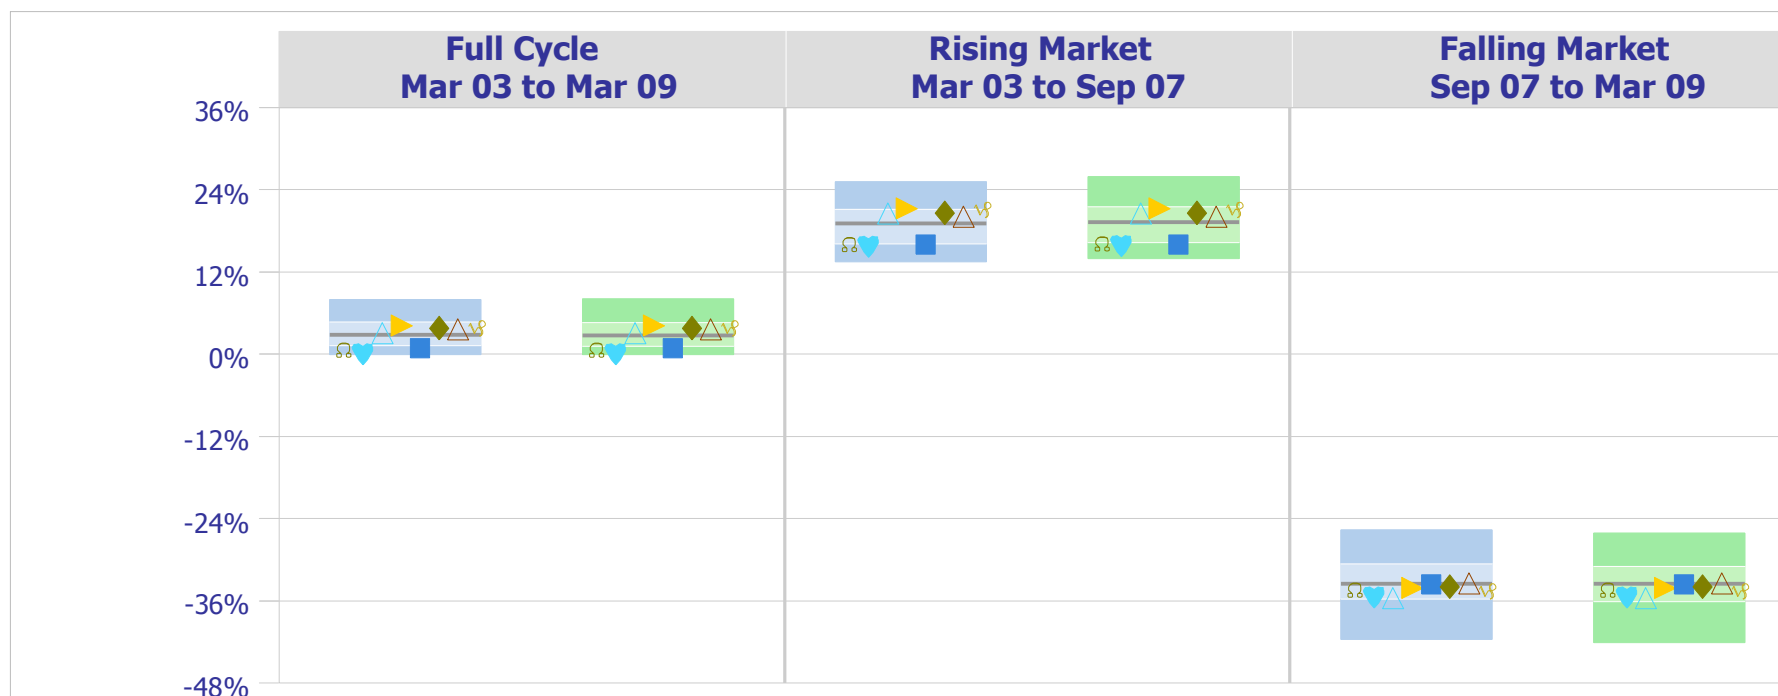 Full Cycle
Mar 03 to Mar 09
Rising Market
Mar 03 to Sep 07
Falling Market
Sep 07 to Mar 09
36%
24%
12%
0%
-12%
-24%
-36%
-48%